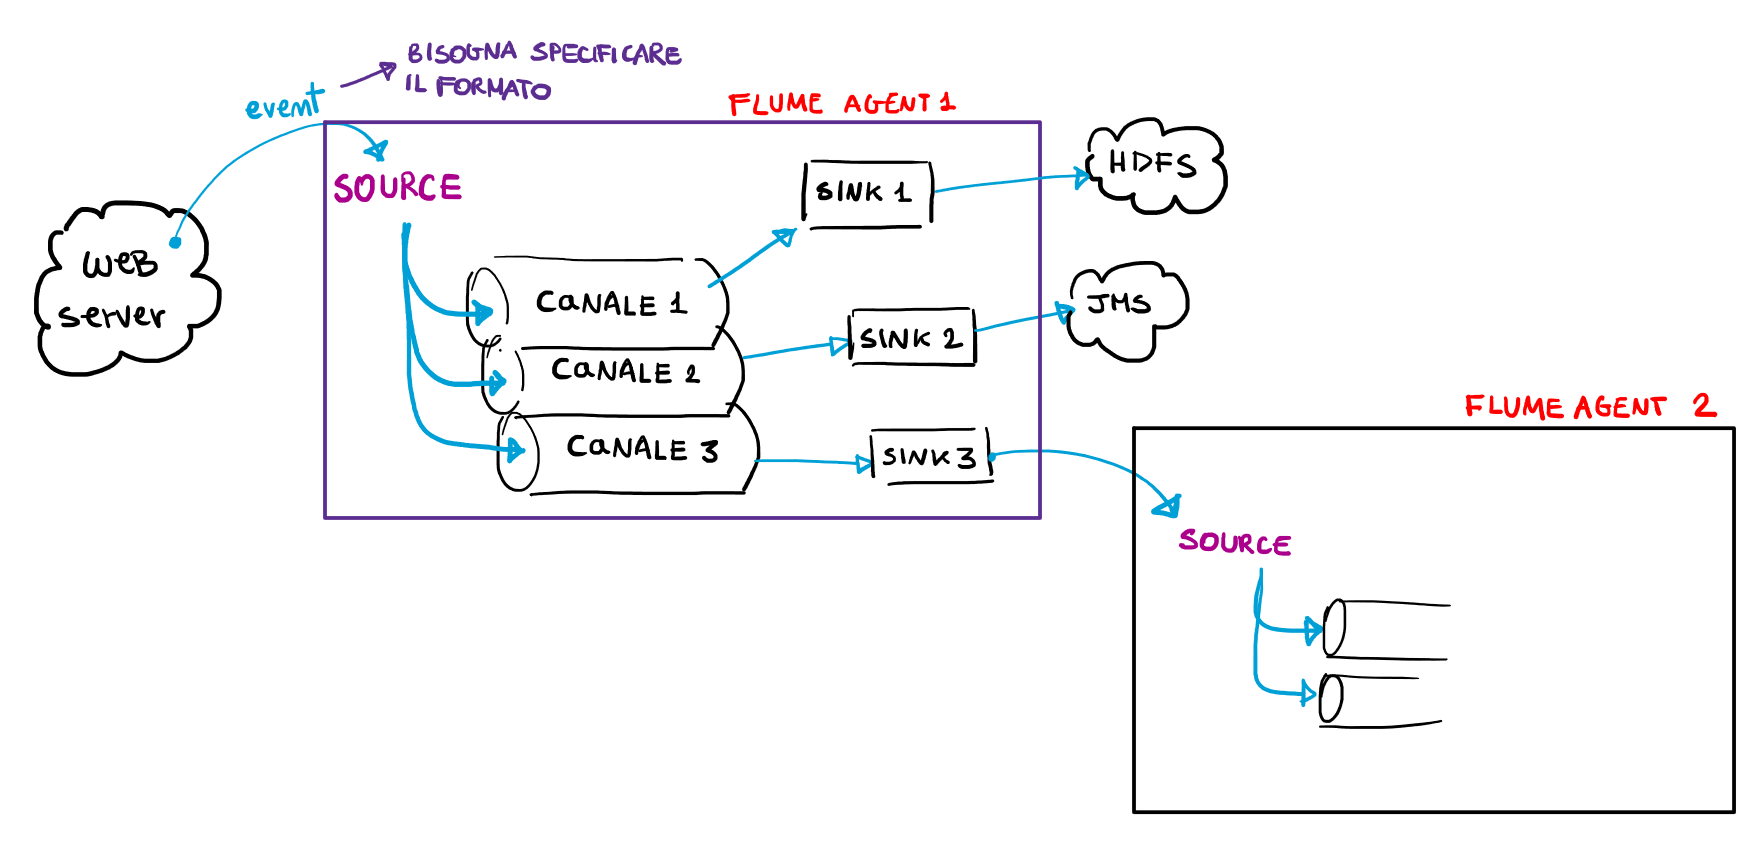 BISOGNA SPECIFICARE
IL FORMATO
event
FLUME AGENT 1
HDFS
SOURCE
SINK 1
WEB
server
CANALE 1
JMS
SINK 2
CANALE 2
FLUME AGENT 2
CANALE 3
SINK 3
SOURCE